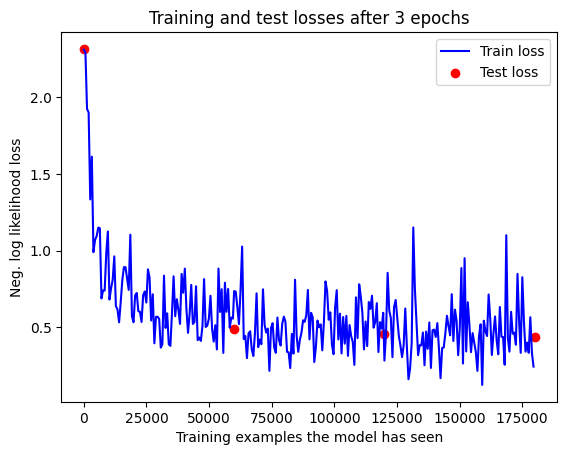 Training and test losses after 3 epochs
Train loss
Test loss
Neg. log likelihood loss
2.0
1.5
1.0
0.5
0
25000
50000
75000
100000
125000
150000
175000
Training examples the model has seen